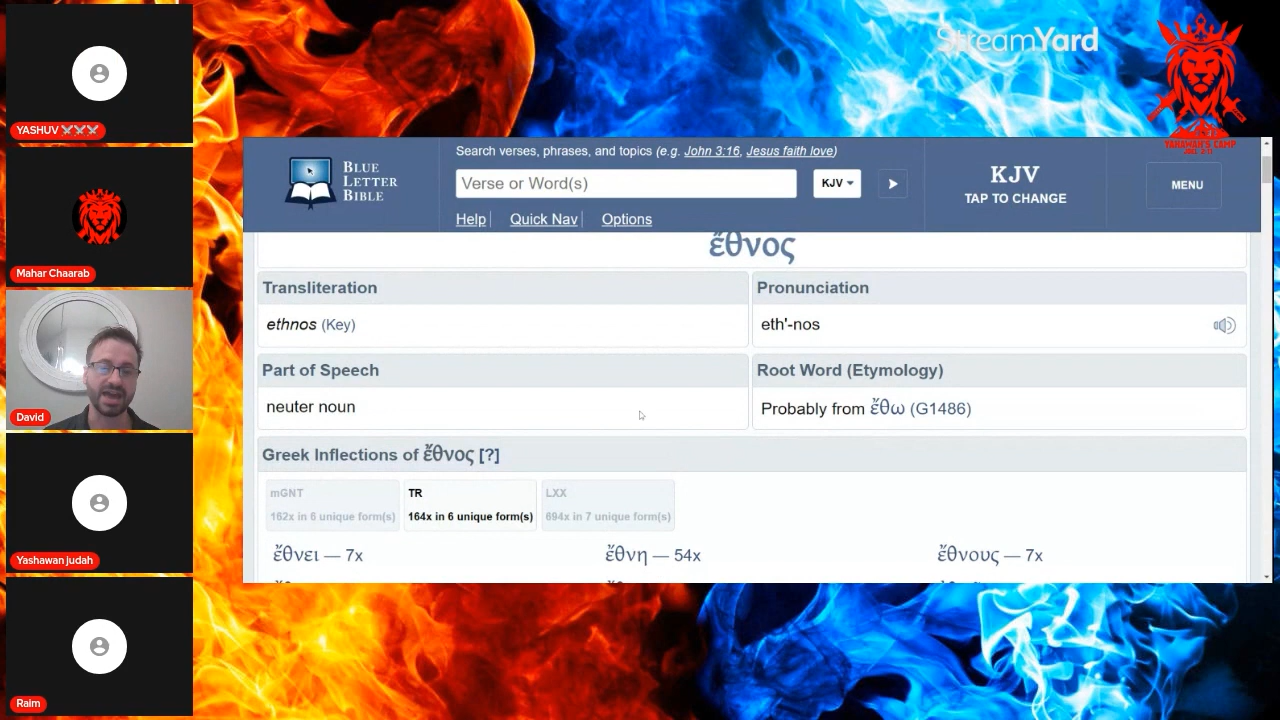 StreamYard
YAHAWAH'S CAMP
YASHUV ⚔⚔⚔
Mahar Chaarab
David
Yashawan judah
Raim
BLUE
LETTER
BIBLE
Search verses, phrases, and topics (e.g. John 3:16, Jesus faith love)
Verse or Word(s)
KJV
Help
Quick Nav
Options
KJV
TAP TO CHANGE
MENU
ἔθνος
Transliteration
ethnos (Key)
Pronunciation
eth'-nos
Part of Speech
neuter noun
Root Word (Etymology)
Probably from ἔθω (G1486)
Greek Inflections of ἔθνος [?]
mGNT
162x in 6 unique form(s)
TR
164x in 6 unique form(s)
LXX
694x in 7 unique form(s)
ἔθνει — 7x
ἔθνη — 54x
ἔθνους — 7x